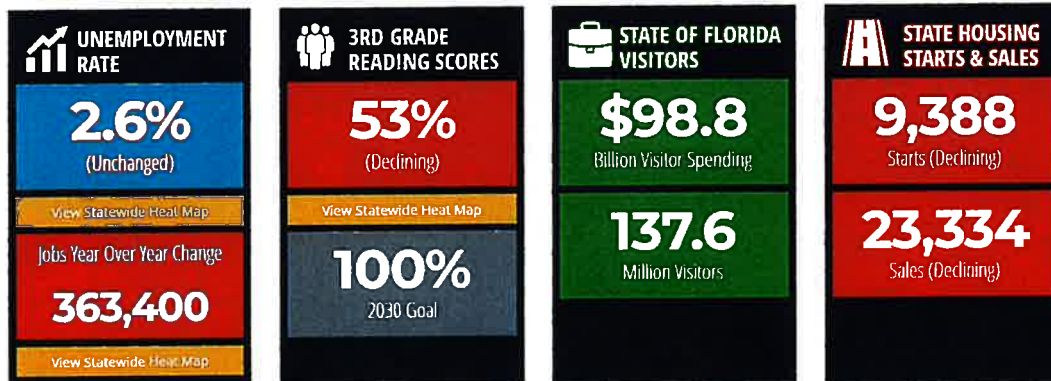 UNEMPLOYMENT
RATE
2.6%
(Unchanged)
View Statewide Heat Map
Jobs Year Over Year Change
363,400
View Statewide Heat Map
3RD GRADE
READING SCORES
53%
(Declining)
View Statewide Heat Map
100%
2030 Goal
STATE OF FLORIDA
VISITORS
$98.8
Billion Visitor Spending
137.6
Million Visitors
STATE HOUSING
STARTS & SALES
9,388
Starts (Declining)
23,334
Sales (Declining)